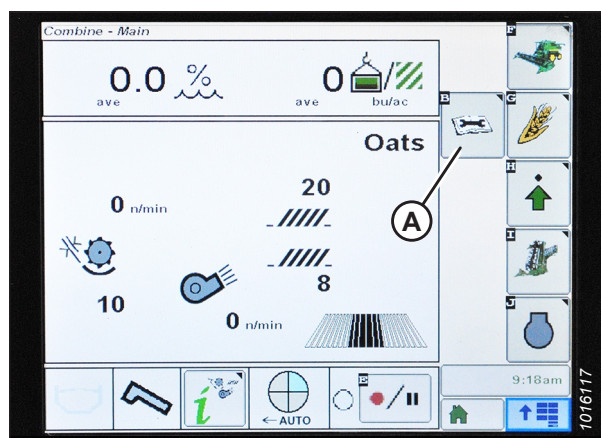 Combine - Main
F
0.0 %
ave
0 /
ave bu/ac
B
G
Oats
20
0 n/min
A
H
8
10
0 n/min
I
J
← AUTO
E
9:18am
1016117